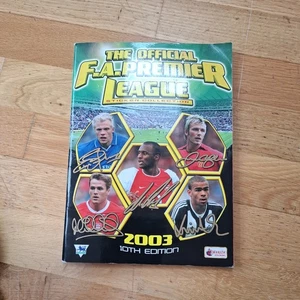 THE OFFICIAL
F.A. PREMIER
LEAGUE
STICKER COLLECTION
2003
10TH EDITION
MERLIN